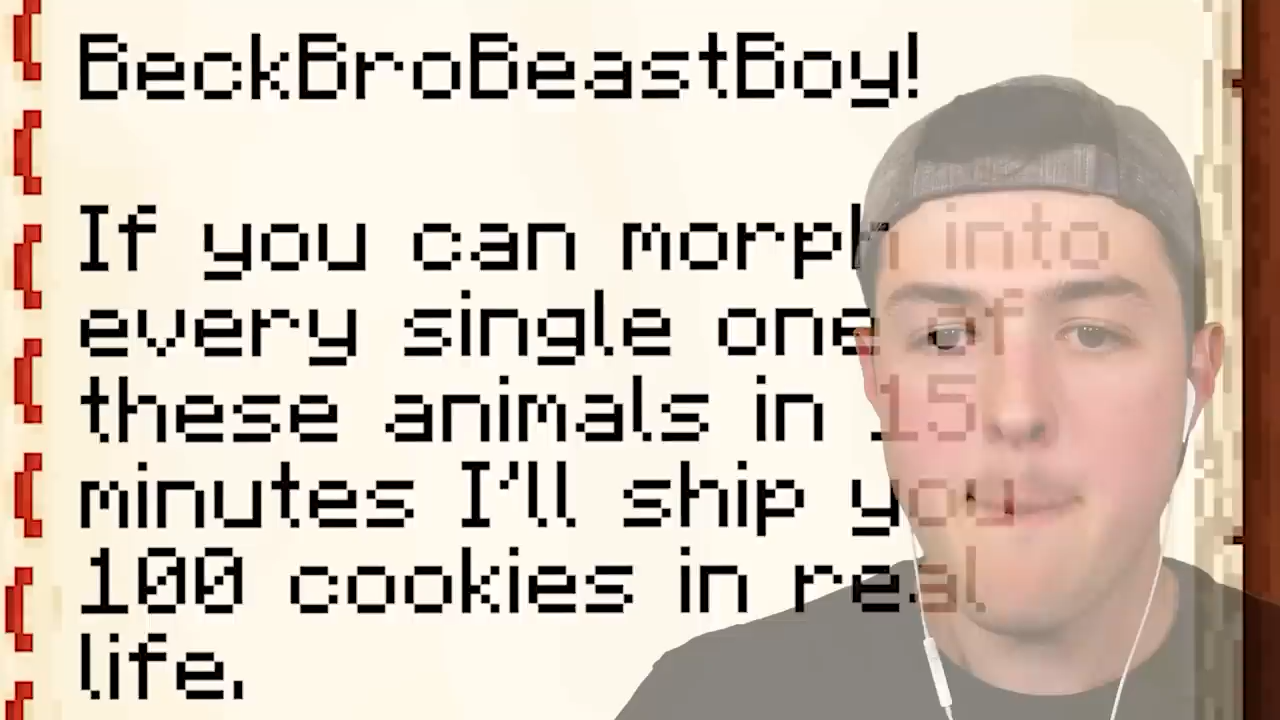 BeckBroBeastBoy!
If you can morph into
every single one of
these animals in 15
minutes I'll ship you
100 cookies in real
life.